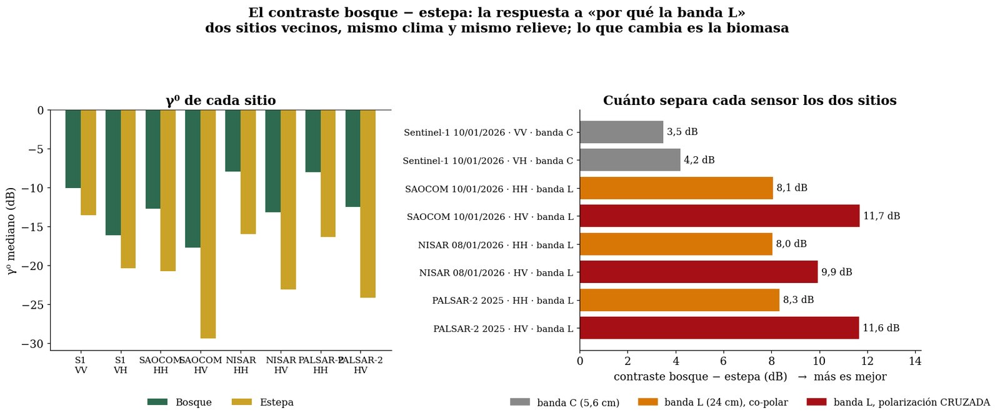 El contraste bosque − estepa: la respuesta a «por qué la banda L»
dos sitios vecinos, mismo clima y mismo relieve; lo que cambia es la biomasa
γ⁰ de cada sitio
γ⁰ mediano (dB)
0
−5
−10
−15
−20
−25
−30
S1
VV
S1
VH
SAOCOM
HH
SAOCOM
HV
NISAR
HH
NISAR
HV
PALSAR-2
HH
PALSAR-2
HV
Bosque
Estepa
Cuánto separa cada sensor los dos sitios
Sentinel-1 10/01/2026 · VV · banda C
3,5 dB
Sentinel-1 10/01/2026 · VH · banda C
4,2 dB
SAOCOM 10/01/2026 · HH · banda L
8,1 dB
SAOCOM 10/01/2026 · HV · banda L
11,7 dB
NISAR 08/01/2026 · HH · banda L
8,0 dB
NISAR 08/01/2026 · HV · banda L
9,9 dB
PALSAR-2 2025 · HH · banda L
8,3 dB
PALSAR-2 2025 · HV · banda L
11,6 dB
0 2 4 6 8 10 12 14
contraste bosque − estepa (dB) → más es mejor
banda C (5,6 cm)
banda L (24 cm), co-polar
banda L, polarización CRUZADA